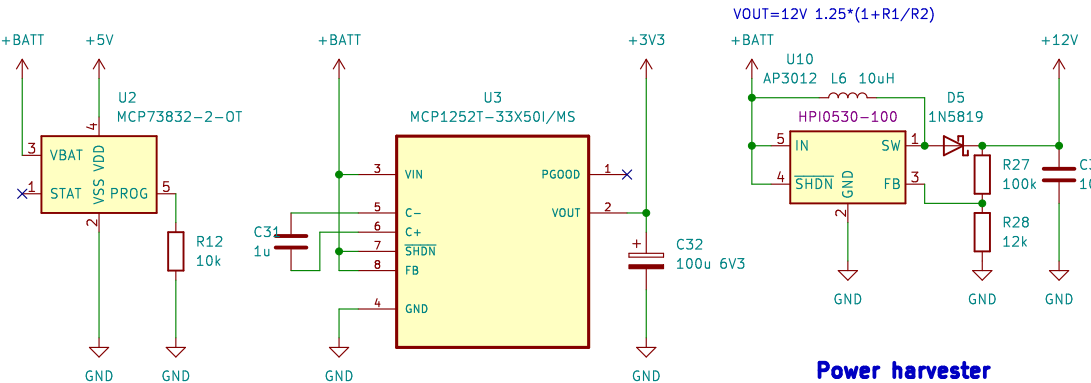 VOUT=12V 1.25*(1+R1/R2)
+BATT
+5V
U2
MCP73832-2-OT
4
3
VBAT
VDD
1
STAT
VSS
PROG
5
2
R12
10k
GND
GND
+BATT
+3V3
U3
MCP1252T-33X50I/MS
3
VIN
PGOOD
1
5
C-
VOUT
2
6
C+
7
SHDN
8
FB
4
GND
C31
1u
C32
100u 6V3
GND
GND
+BATT
+12V
U10
AP3012
L6 10uH
D5
1N5819
HPI0530-100
5
IN
SW
1
4
SHDN
GND
FB
3
2
R27
100k
R28
12k
GND
GND
GND
Power harvester